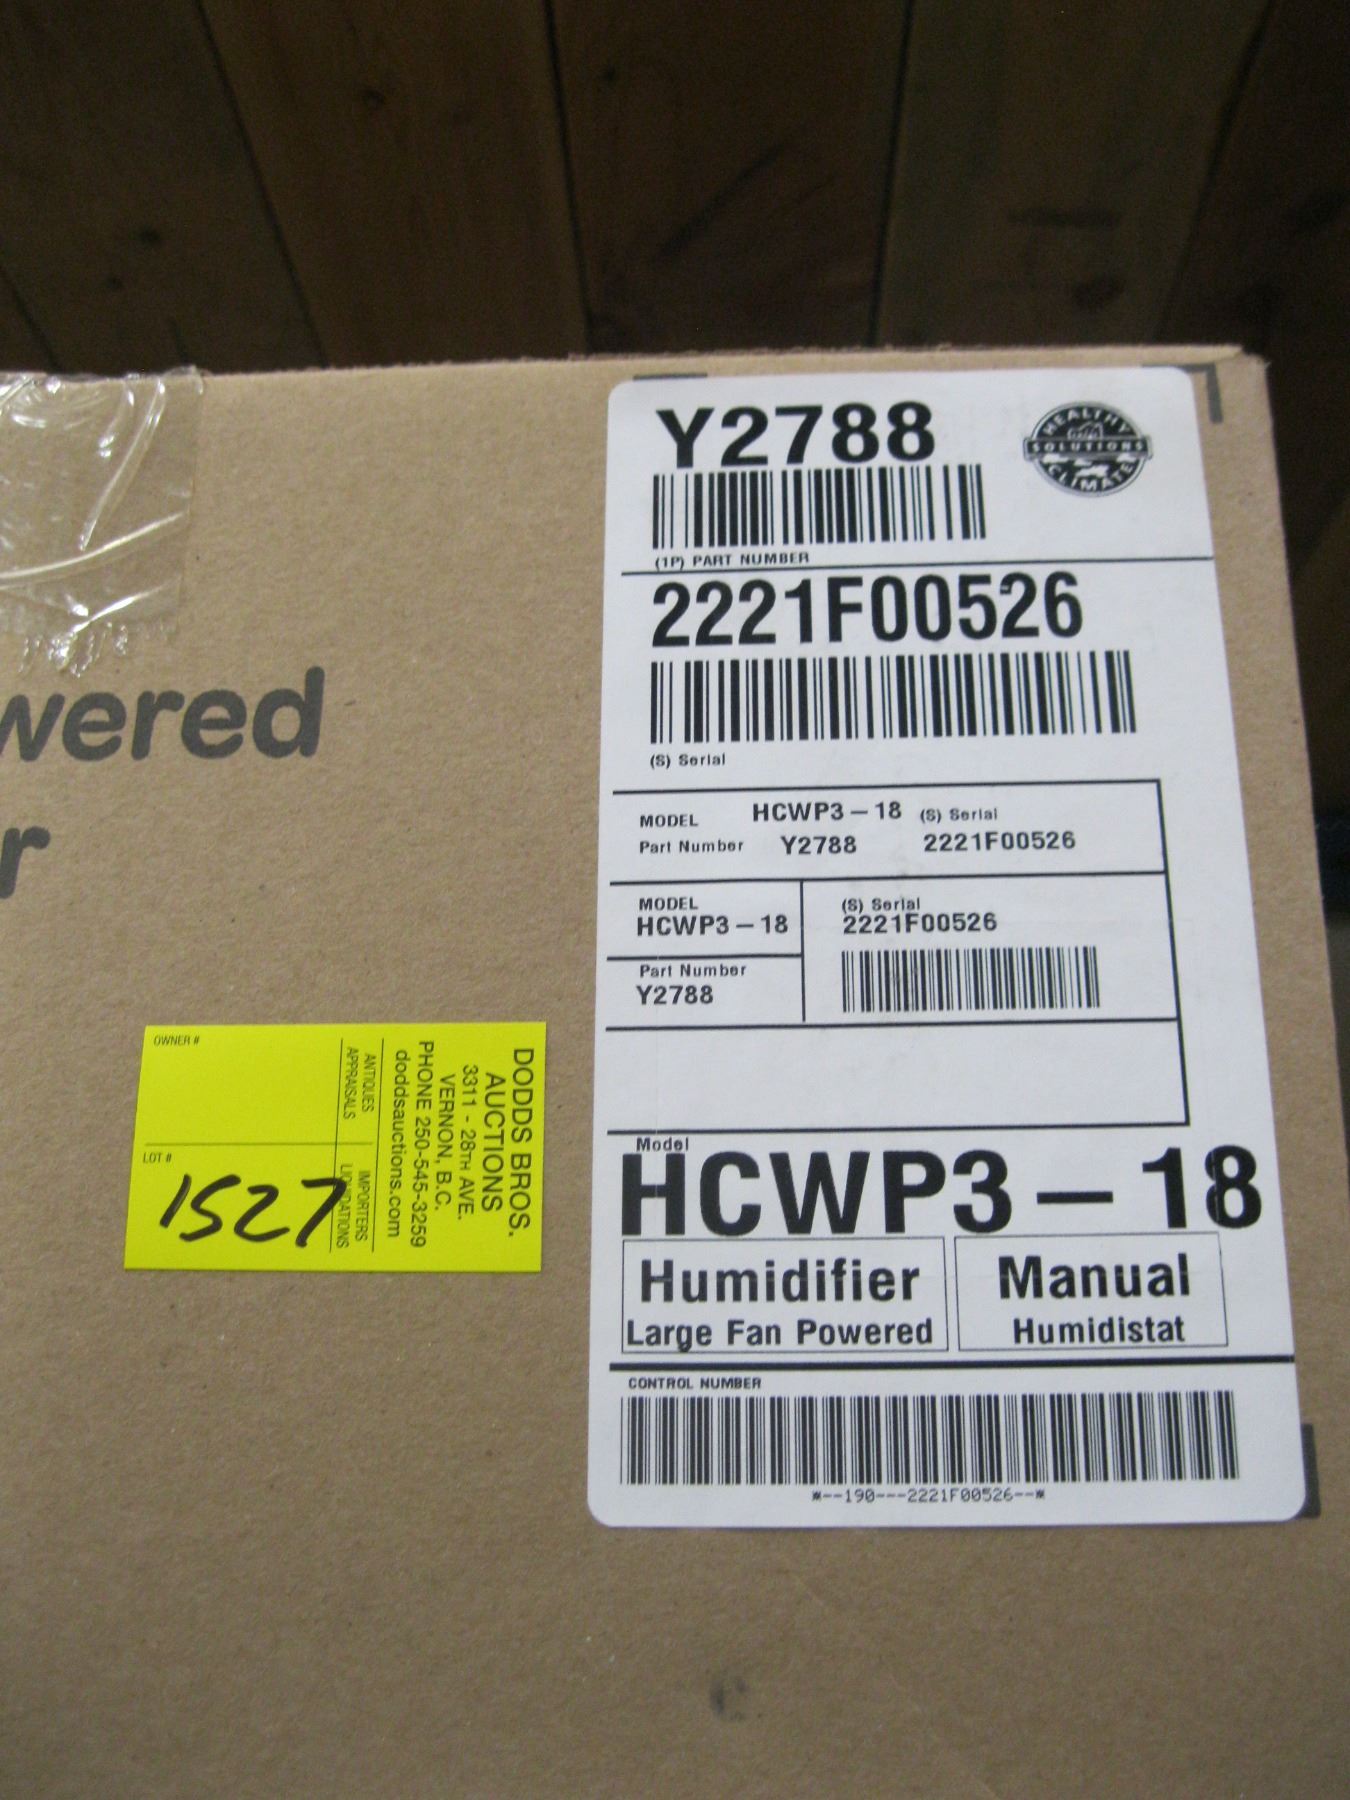 wered
r
Y2788
HEALTHY
SOLUTIONS
CLIMATE
(1P) PART NUMBER
2221F00526
(S) Serial
MODEL HCWP3-18 (S) Serial
Part Number Y2788 2221F00526
MODEL
HCWP3-18
(S) Serial
2221F00526
Part Number
Y2788
Model
HCWP3-18
Humidifier
Large Fan Powered
Manual
Humidistat
CONTROL NUMBER
*--190---2221F00526--*
DODDS BROS.
AUCTIONS
3311 - 28TH AVE.
VERNON, B.C.
PHONE 250-545-3259
doddsauctions.com
ANTIQUES IMPORTERS
APPRAISALS LIQUIDATIONS
OWNER #
LOT #
1527